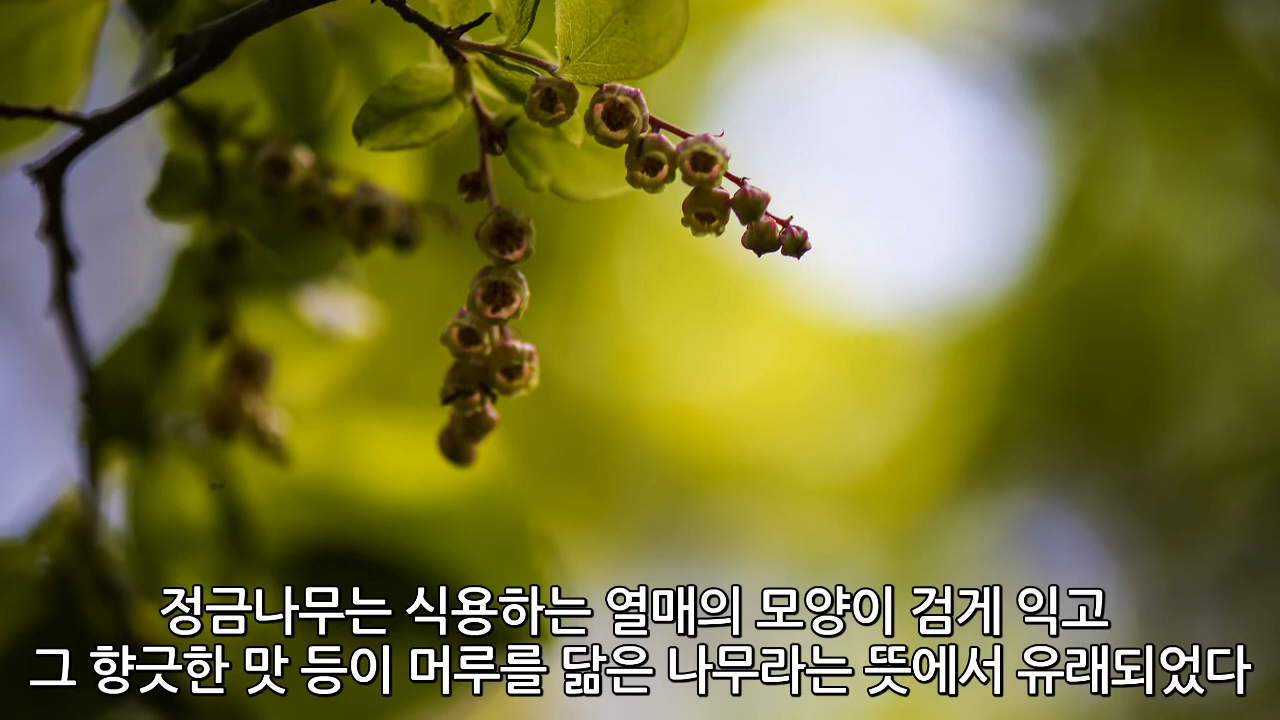 정금나무는 식용하는 열매의 모양이 검게 익고
그 향긋한 맛 등이 머루를 닮은 나무라는 뜻에서 유래되었다